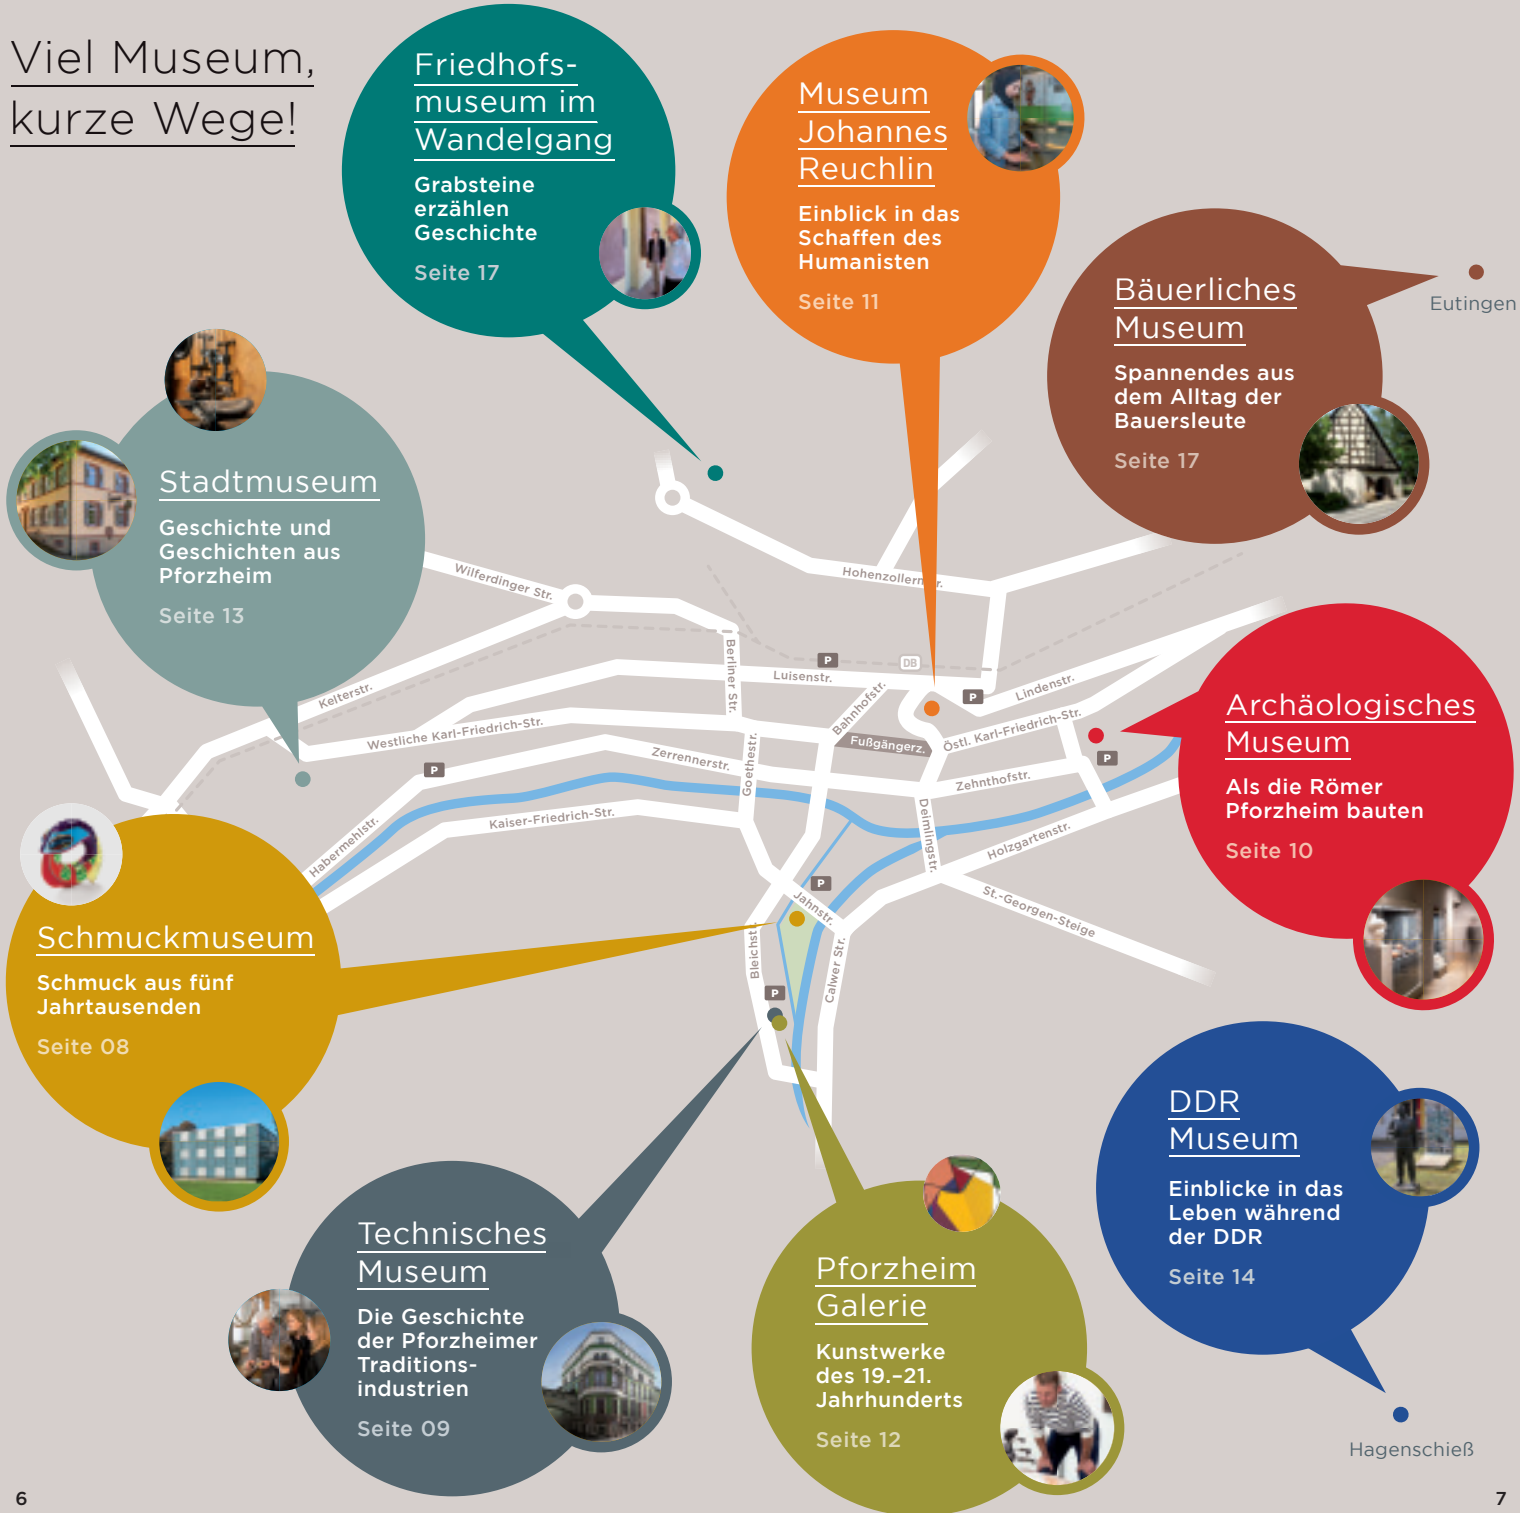 Viel Museum,
kurze Wege!
Friedhofs-
museum im
Wandelgang
Grabsteine
erzählen
Geschichte
Seite 17
Museum
Johannes
Reuchlin
Einblick in das
Schaffen des
Humanisten
Seite 11
Bäuerliches
Museum
Spannendes aus
dem Alltag der
Bauersleute
Seite 17
Eutingen
Stadtmuseum
Geschichte und
Geschichten aus
Pforzheim
Seite 13
Wilferdinger Str.
Hohenzollern r.
Berliner Str.
Luisenstr.
P
DB
P
Lindenstr.
Kelterstr.
Bahnhofstr.
Westliche Karl-Friedrich-Str.
Östl. Karl-Friedrich-Str.
Fußgängerz.
Zerrennerstr.
Goethestr.
P
P
Zehnthofstr.
Deimlingstr.
Kaiser-Friedrich-Str.
Habermehlstr.
Holzgartenstr.
St.-Georgen-Steige
P
Jahnstr.
Bleichstr.
Calwer Str.
P
Archäologisches
Museum
Als die Römer
Pforzheim bauten
Seite 10
Schmuckmuseum
Schmuck aus fünf
Jahrtausenden
Seite 08
DDR
Museum
Einblicke in das
Leben während
der DDR
Seite 14
Hagenschieß
Technisches
Museum
Die Geschichte
der Pforzheimer
Traditions-
industrien
Seite 09
Pforzheim
Galerie
Kunstwerke
des 19.–21.
Jahrhunderts
Seite 12
6
7